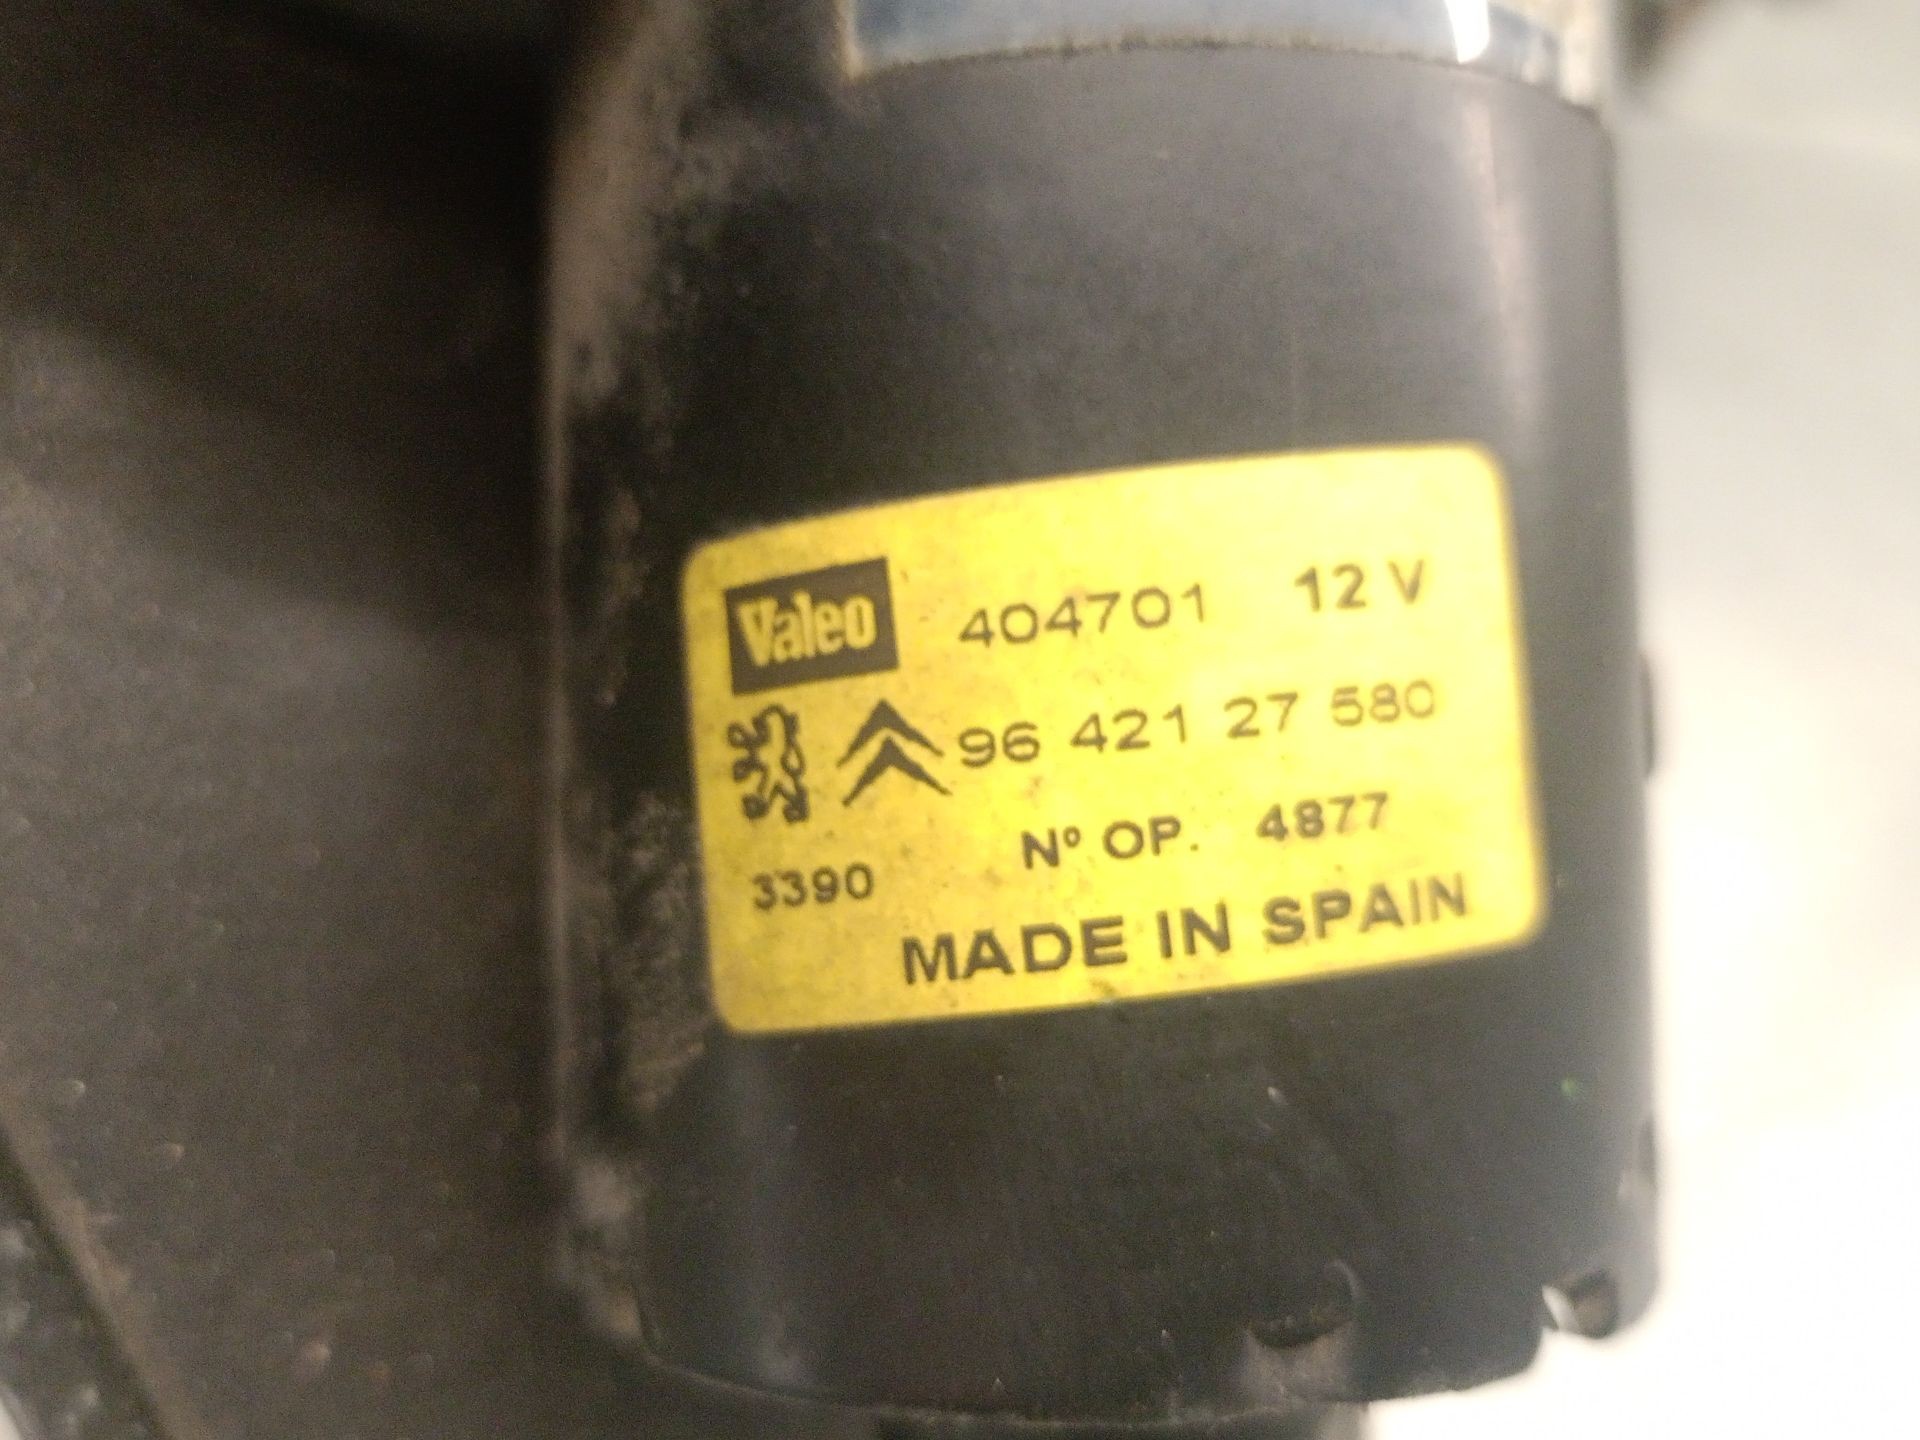 Valeo 404701 12 V
96 421 27 580
Nº OP. 4877
3390
MADE IN SPAIN